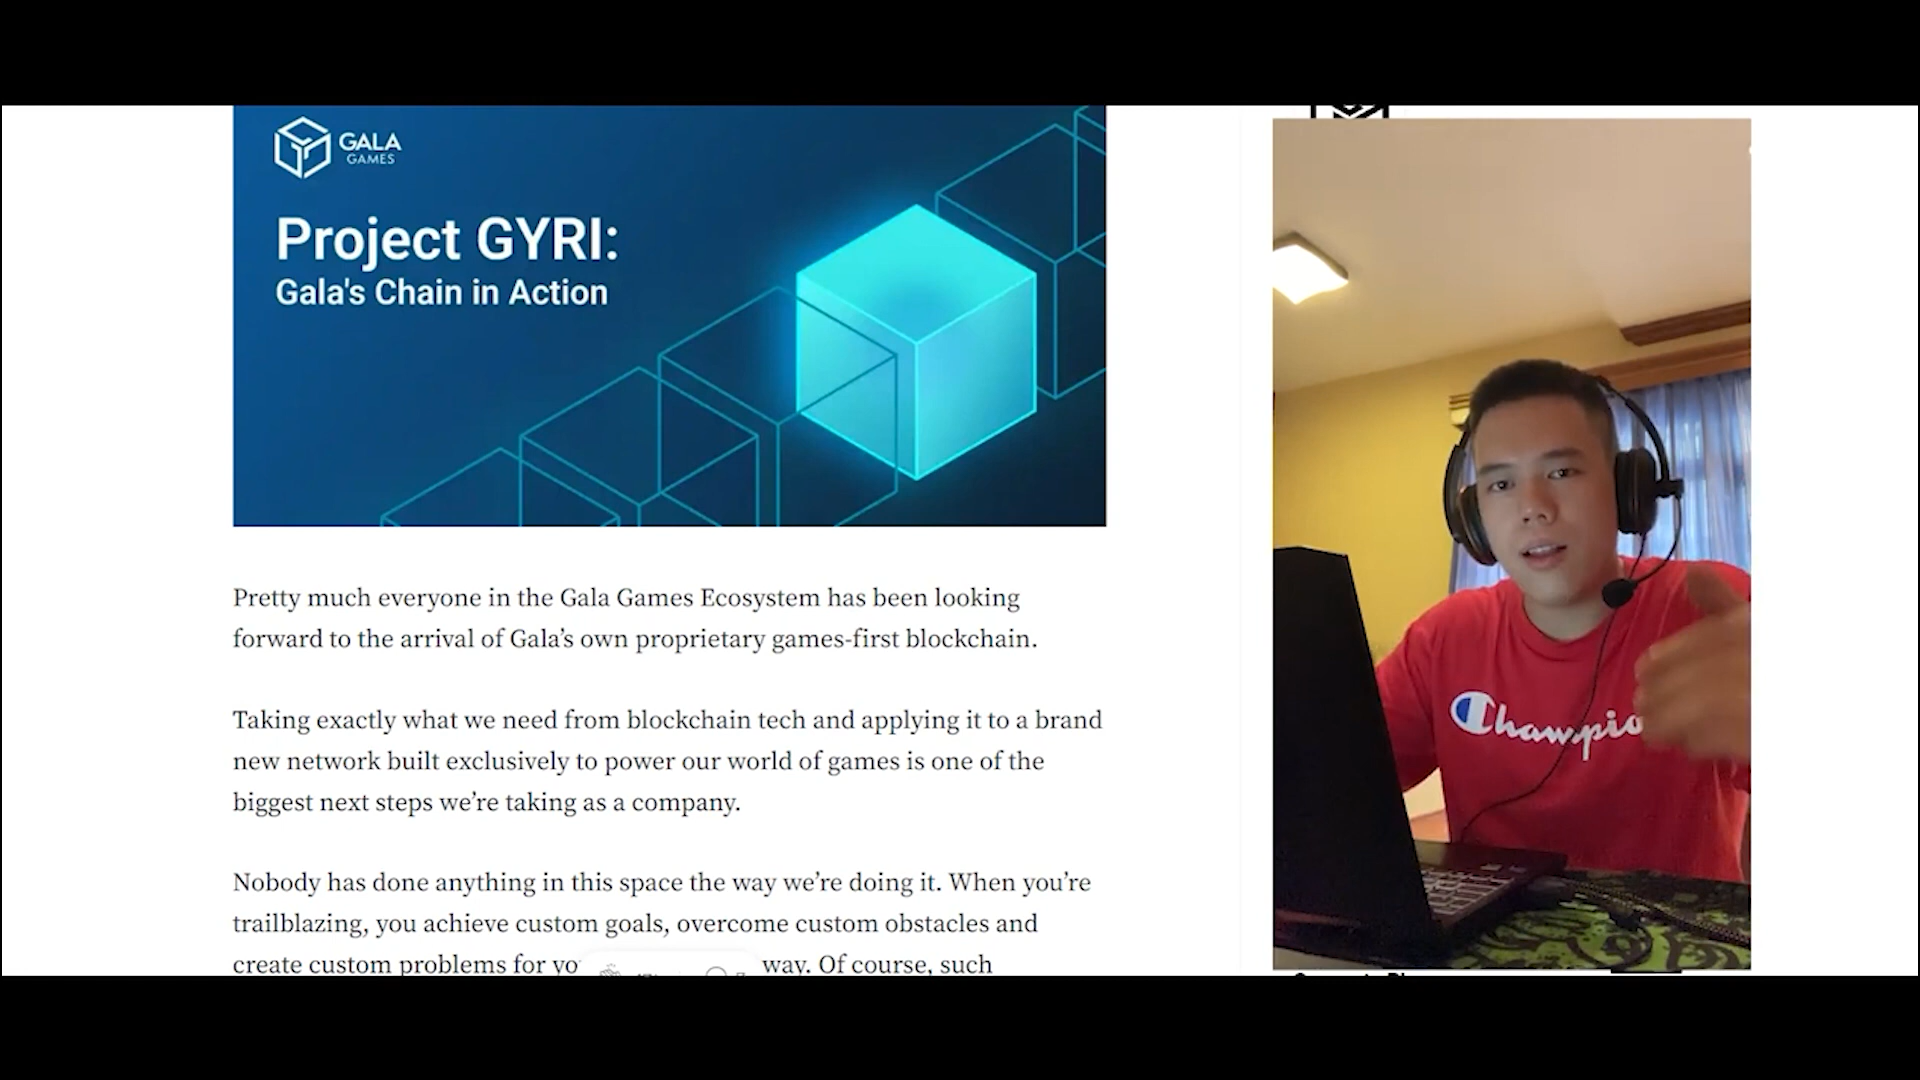 GALA
GAMES
Project GYRI:
Gala's Chain in Action
Pretty much everyone in the Gala Games Ecosystem has been looking
forward to the arrival of Gala’s own proprietary games-first blockchain.
Taking exactly what we need from blockchain tech and applying it to a brand
new network built exclusively to power our world of games is one of the
biggest next steps we’re taking as a company.
Nobody has done anything in this space the way we’re doing it. When you’re
trailblazing, you achieve custom goals, overcome custom obstacles and
create custom problems for way. Of course, such
Champio